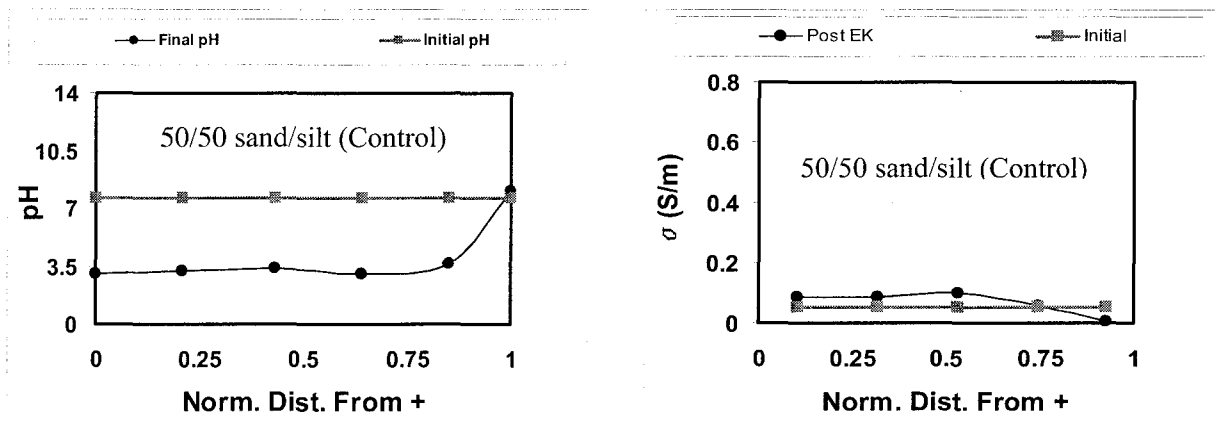 Final pH Initial pH
14
10.5
7
3.5
0
pH
50/50 sand/silt (Control)
0 0.25 0.5 0.75 1
Norm. Dist. From +
Post EK Initial
0.8
0.6
0.4
0.2
0
σ (S/m)
50/50 sand/silt (Control)
0 0.25 0.5 0.75 1
Norm. Dist. From +